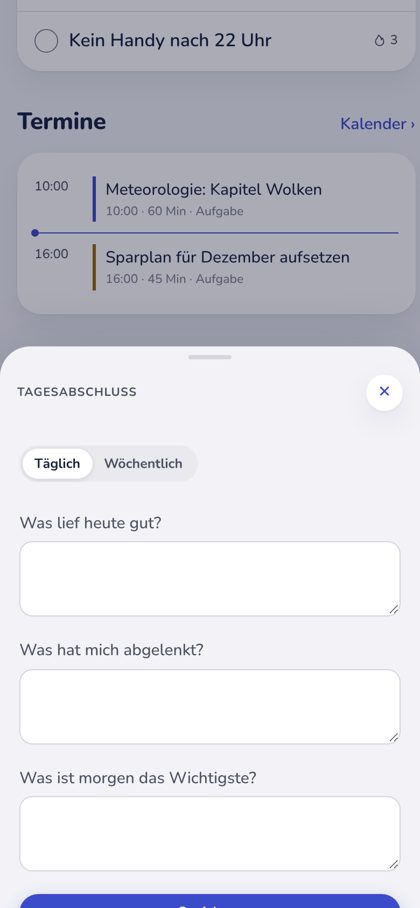 Kein Handy nach 22 Uhr
3
Termine
Kalender ›
10:00
Meteorologie: Kapitel Wolken
10:00 · 60 Min · Aufgabe
16:00
Sparplan für Dezember aufsetzen
16:00 · 45 Min · Aufgabe
TAGESABSCHLUSS
Täglich
Wöchentlich
Was lief heute gut?
Was hat mich abgelenkt?
Was ist morgen das Wichtigste?